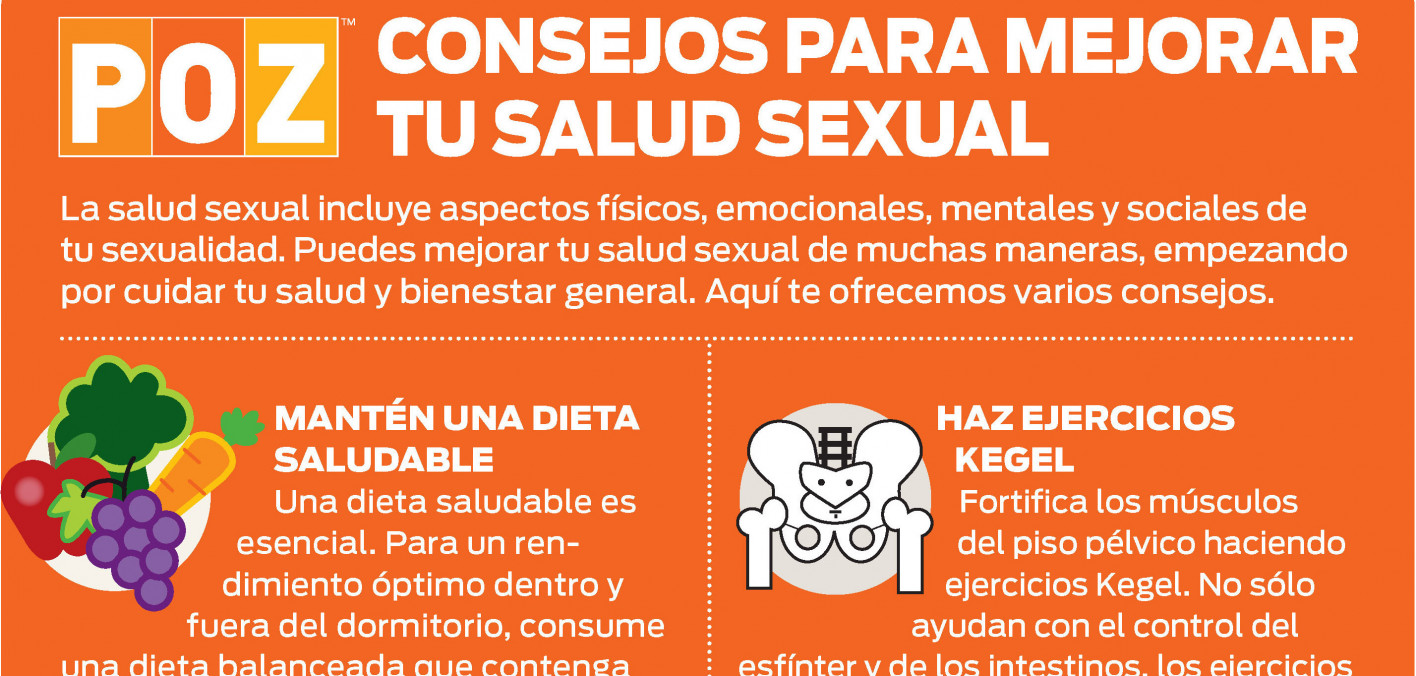 POZ™
CONSEJOS PARA MEJORAR
TU SALUD SEXUAL
La salud sexual incluye aspectos físicos, emocionales, mentales y sociales de
tu sexualidad. Puedes mejorar tu salud sexual de muchas maneras, empezando
por cuidar tu salud y bienestar general. Aquí te ofrecemos varios consejos.
MANTÉN UNA DIETA
SALUDABLE
Una dieta saludable es
esencial. Para un ren-
dimiento óptimo dentro y
fuera del dormitorio, consume
una dieta balanceada que contenga
HAZ EJERCICIOS
KEGEL
Fortifica los músculos
del piso pélvico haciendo
ejercicios Kegel. No sólo
ayudan con el control del
esfínter y de los intestinos, los ejercicios